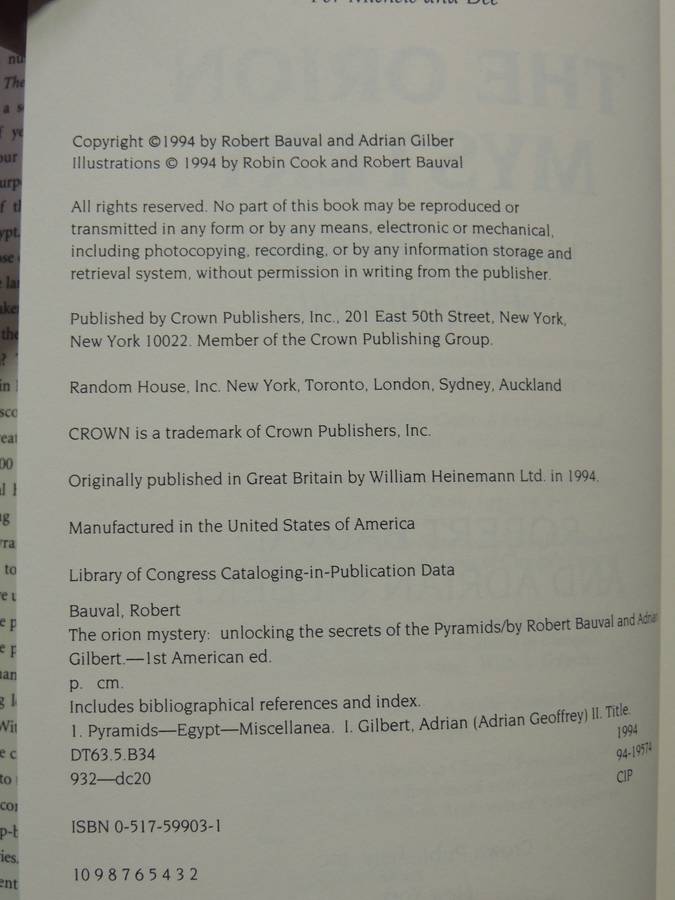 For Michele and Dee
Copyright ©1994 by Robert Bauval and Adrian Gilber
Illustrations © 1994 by Robin Cook and Robert Bauval
All rights reserved. No part of this book may be reproduced or
transmitted in any form or by any means, electronic or mechanical,
including photocopying, recording, or by any information storage and
retrieval system, without permission in writing from the publisher.
Published by Crown Publishers, Inc., 201 East 50th Street, New York,
New York 10022. Member of the Crown Publishing Group.
Random House, Inc. New York, Toronto, London, Sydney, Auckland
CROWN is a trademark of Crown Publishers, Inc.
Originally published in Great Britain by William Heinemann Ltd. in 1994.
Manufactured in the United States of America
Library of Congress Cataloging-in-Publication Data
Bauval, Robert
The orion mystery: unlocking the secrets of the Pyramids/by Robert Bauval and Adrian
Gilbert.—1st American ed.
p. cm.
Includes bibliographical references and index.
1. Pyramids—Egypt—Miscellanea. I. Gilbert, Adrian (Adrian Geoffrey) II. Title.
DT63.5.B34 1994
932—dc20 94-19574
CIP
ISBN 0-517-59903-1
10 9 8 7 6 5 4 3 2